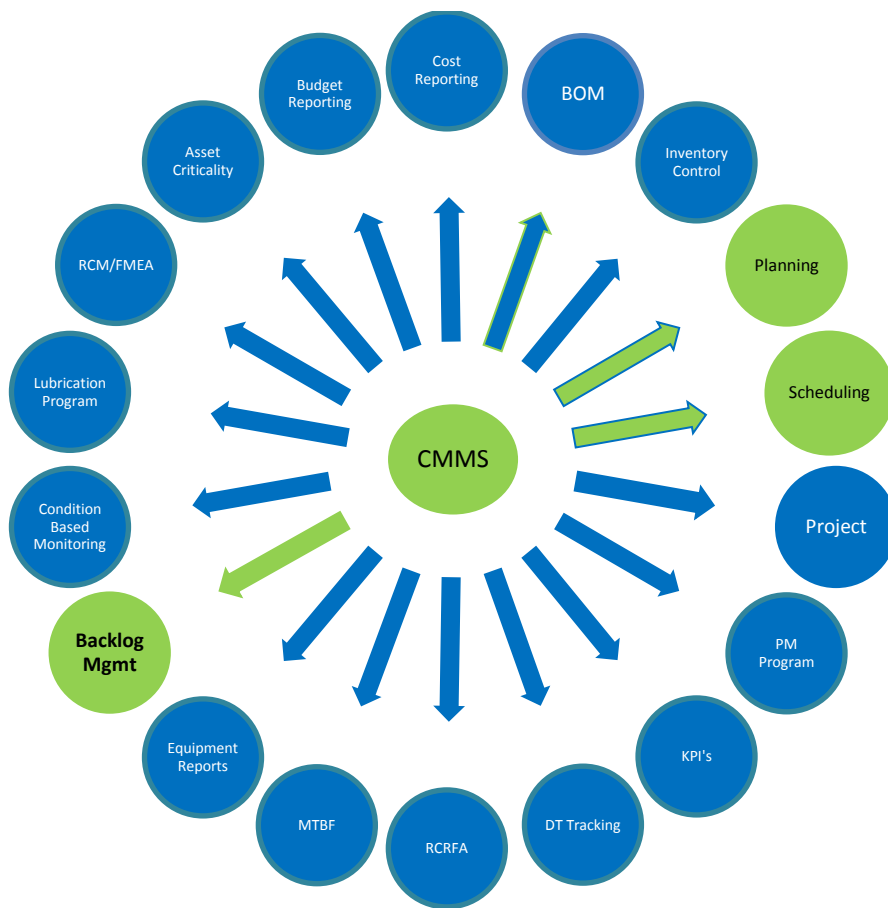 Cost
Reporting
BOM
Inventory
Control
Planning
Scheduling
Project
PM
Program
KPI's
DT Tracking
RCRFA
MTBF
Equipment
Reports
Backlog
Mgmt
Condition
Based
Monitoring
Lubrication
Program
RCM/FMEA
Asset
Criticality
Budget
Reporting
CMMS